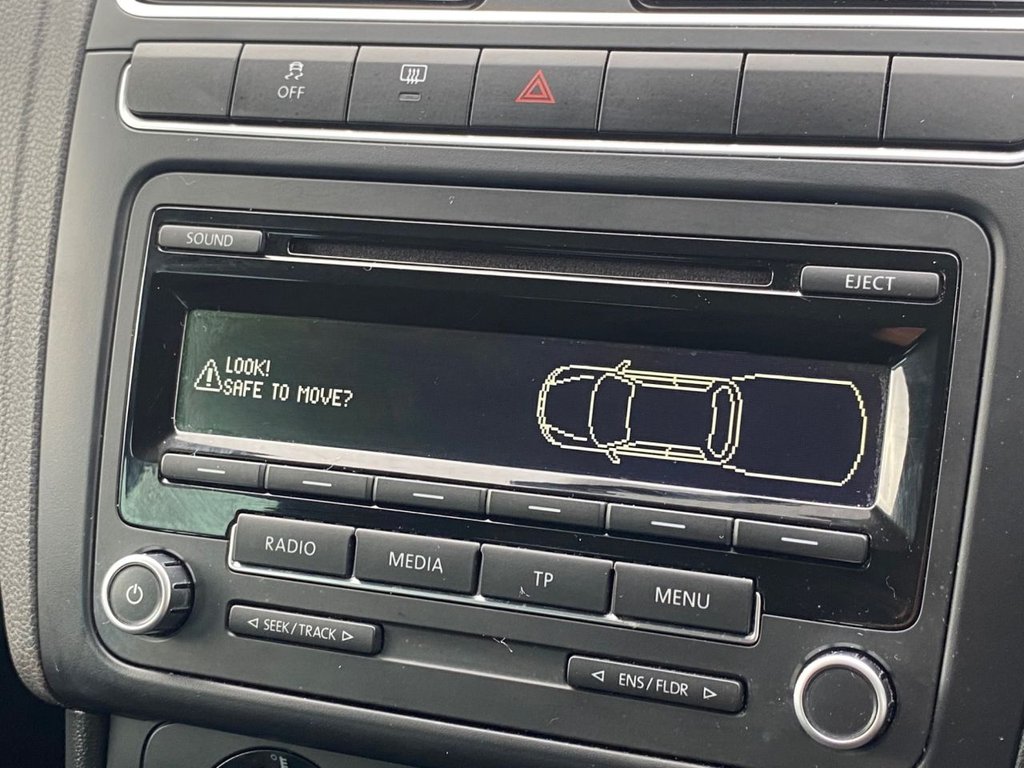 OFF
SOUND
EJECT
LOOK!
SAFE TO MOVE?
RADIO
MEDIA
TP
MENU
SEEK/TRACK
ENS/FLDR